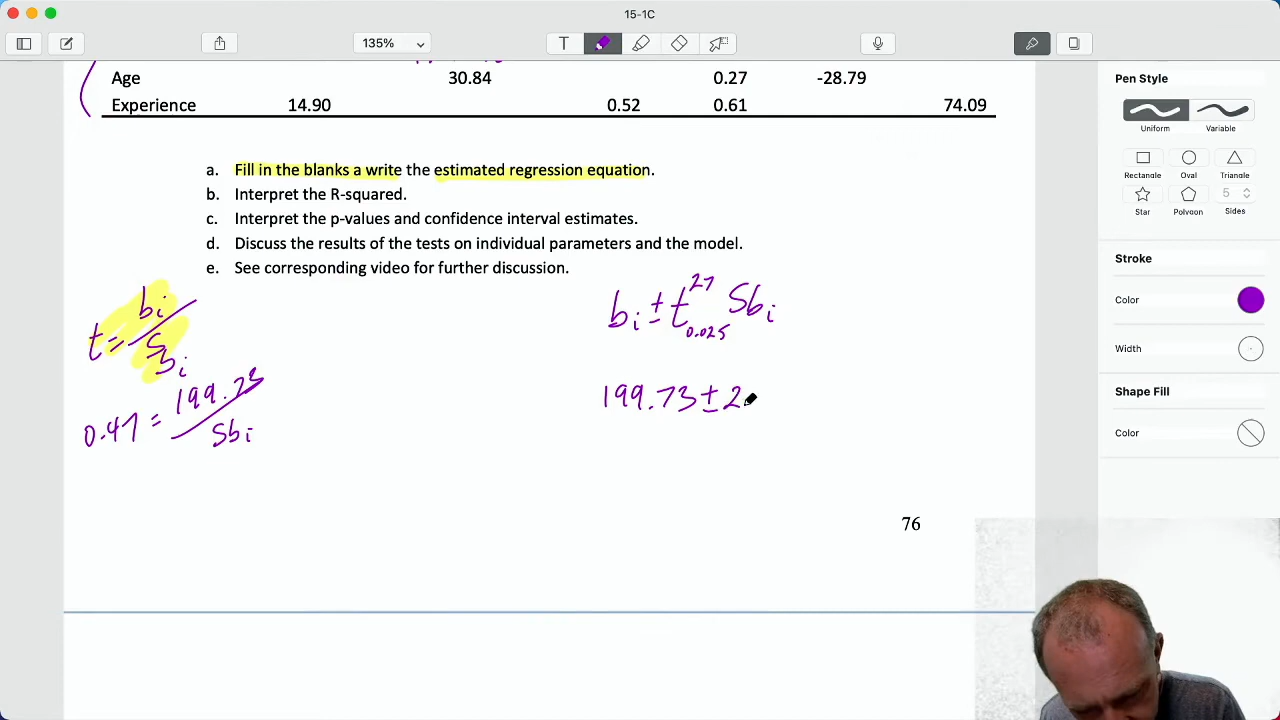 15-1C
135%
T
Pen Style
Uniform Variable
Rectangle Oval Triangle
5
Star Polygon Sides
Stroke
Color
Width
Shape Fill
Color
Age 30.84 0.27 -28.79
Experience 14.90 0.52 0.61 74.09
a. Fill in the blanks a write the estimated regression equation.
b. Interpret the R-squared.
c. Interpret the p-values and confidence interval estimates.
d. Discuss the results of the tests on individual parameters and the model.
e. See corresponding video for further discussion.
t = bi / Sbi
0.47 = 199.73 / Sbi
bi ± t 27 0.025 Sbi
199.73 ± 2.
76